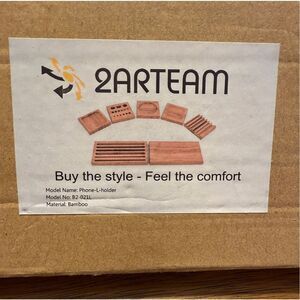 2ARTEAM
Buy the style - Feel the comfort
Model Name: Phone-L-holder
Model No: B2-021L
Material: Bamboo